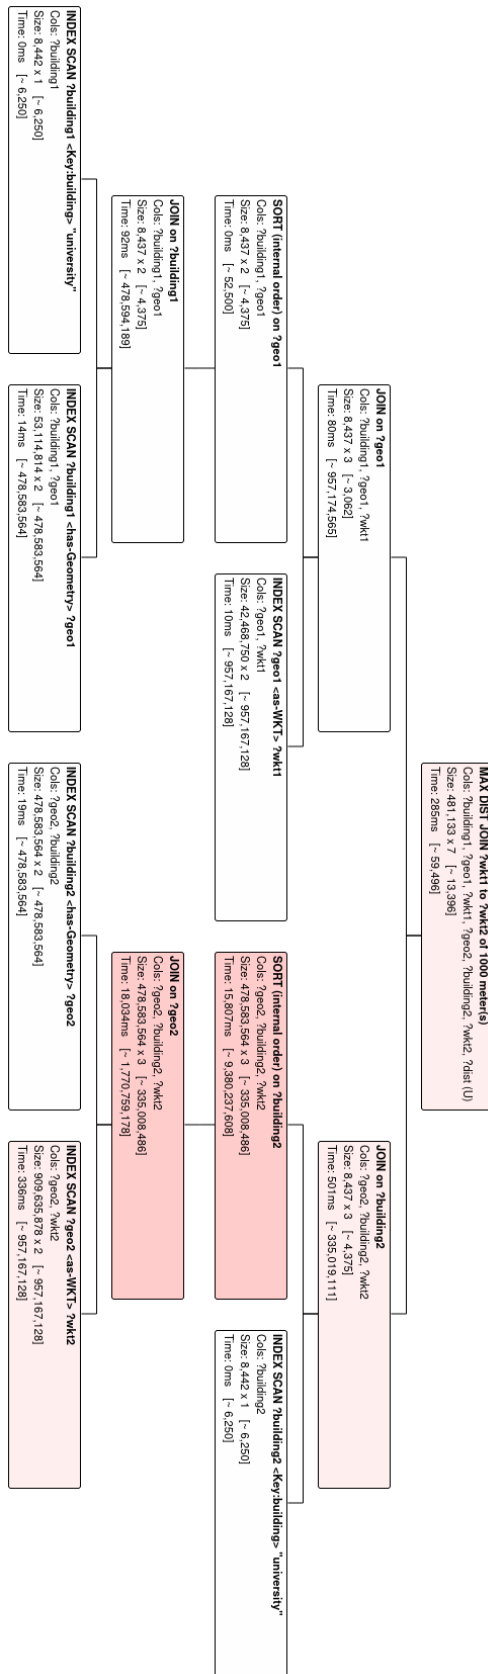 MAX DIST JOIN ?wkt1 to ?wkt2 of 1000 meter(s)
Cols: ?building1, ?geo1, ?wkt1, ?geo2, ?building2, ?wkt2, ?dist (U)
Size: 481,133 x 7 [~ 13,396]
Time: 285ms [~ 59,496]
JOIN on ?geo1
Cols: ?building1, ?geo1, ?wkt1
Size: 8,437 x 3 [~ 3,062]
Time: 80ms [~ 957,174,565]
JOIN on ?building2
Cols: ?geo2, ?building2, ?wkt2
Size: 8,437 x 3 [~ 4,375]
Time: 501ms [~ 335,019,111]
SORT (internal order) on ?geo1
Cols: ?building1, ?geo1
Size: 8,437 x 2 [~ 4,375]
Time: 0ms [~ 52,500]
INDEX SCAN ?geo1 <as-WKT> ?wkt1
Cols: ?geo1, ?wkt1
Size: 42,468,750 x 2 [~ 957,167,128]
Time: 10ms [~ 957,167,128]
SORT (internal order) on ?building2
Cols: ?geo2, ?building2, ?wkt2
Size: 478,583,564 x 3 [~ 335,008,486]
Time: 15,807ms [~ 9,380,237,608]
INDEX SCAN ?building2 <Key:building> "university"
Cols: ?building2
Size: 8,442 x 1 [~ 6,250]
Time: 0ms [~ 6,250]
JOIN on ?building1
Cols: ?building1, ?geo1
Size: 8,437 x 2 [~ 4,375]
Time: 92ms [~ 478,594,189]
JOIN on ?geo2
Cols: ?geo2, ?building2, ?wkt2
Size: 478,583,564 x 3 [~ 335,008,486]
Time: 18,034ms [~ 1,770,759,178]
INDEX SCAN ?building1 <Key:building> "university"
Cols: ?building1
Size: 8,442 x 1 [~ 6,250]
Time: 0ms [~ 6,250]
INDEX SCAN ?building1 <has-Geometry> ?geo1
Cols: ?building1, ?geo1
Size: 53,114,814 x 2 [~ 478,583,564]
Time: 14ms [~ 478,583,564]
INDEX SCAN ?building2 <has-Geometry> ?geo2
Cols: ?geo2, ?building2
Size: 478,583,564 x 2 [~ 478,583,564]
Time: 19ms [~ 478,583,564]
INDEX SCAN ?geo2 <as-WKT> ?wkt2
Cols: ?geo2, ?wkt2
Size: 909,635,878 x 2 [~ 957,167,128]
Time: 336ms [~ 957,167,128]